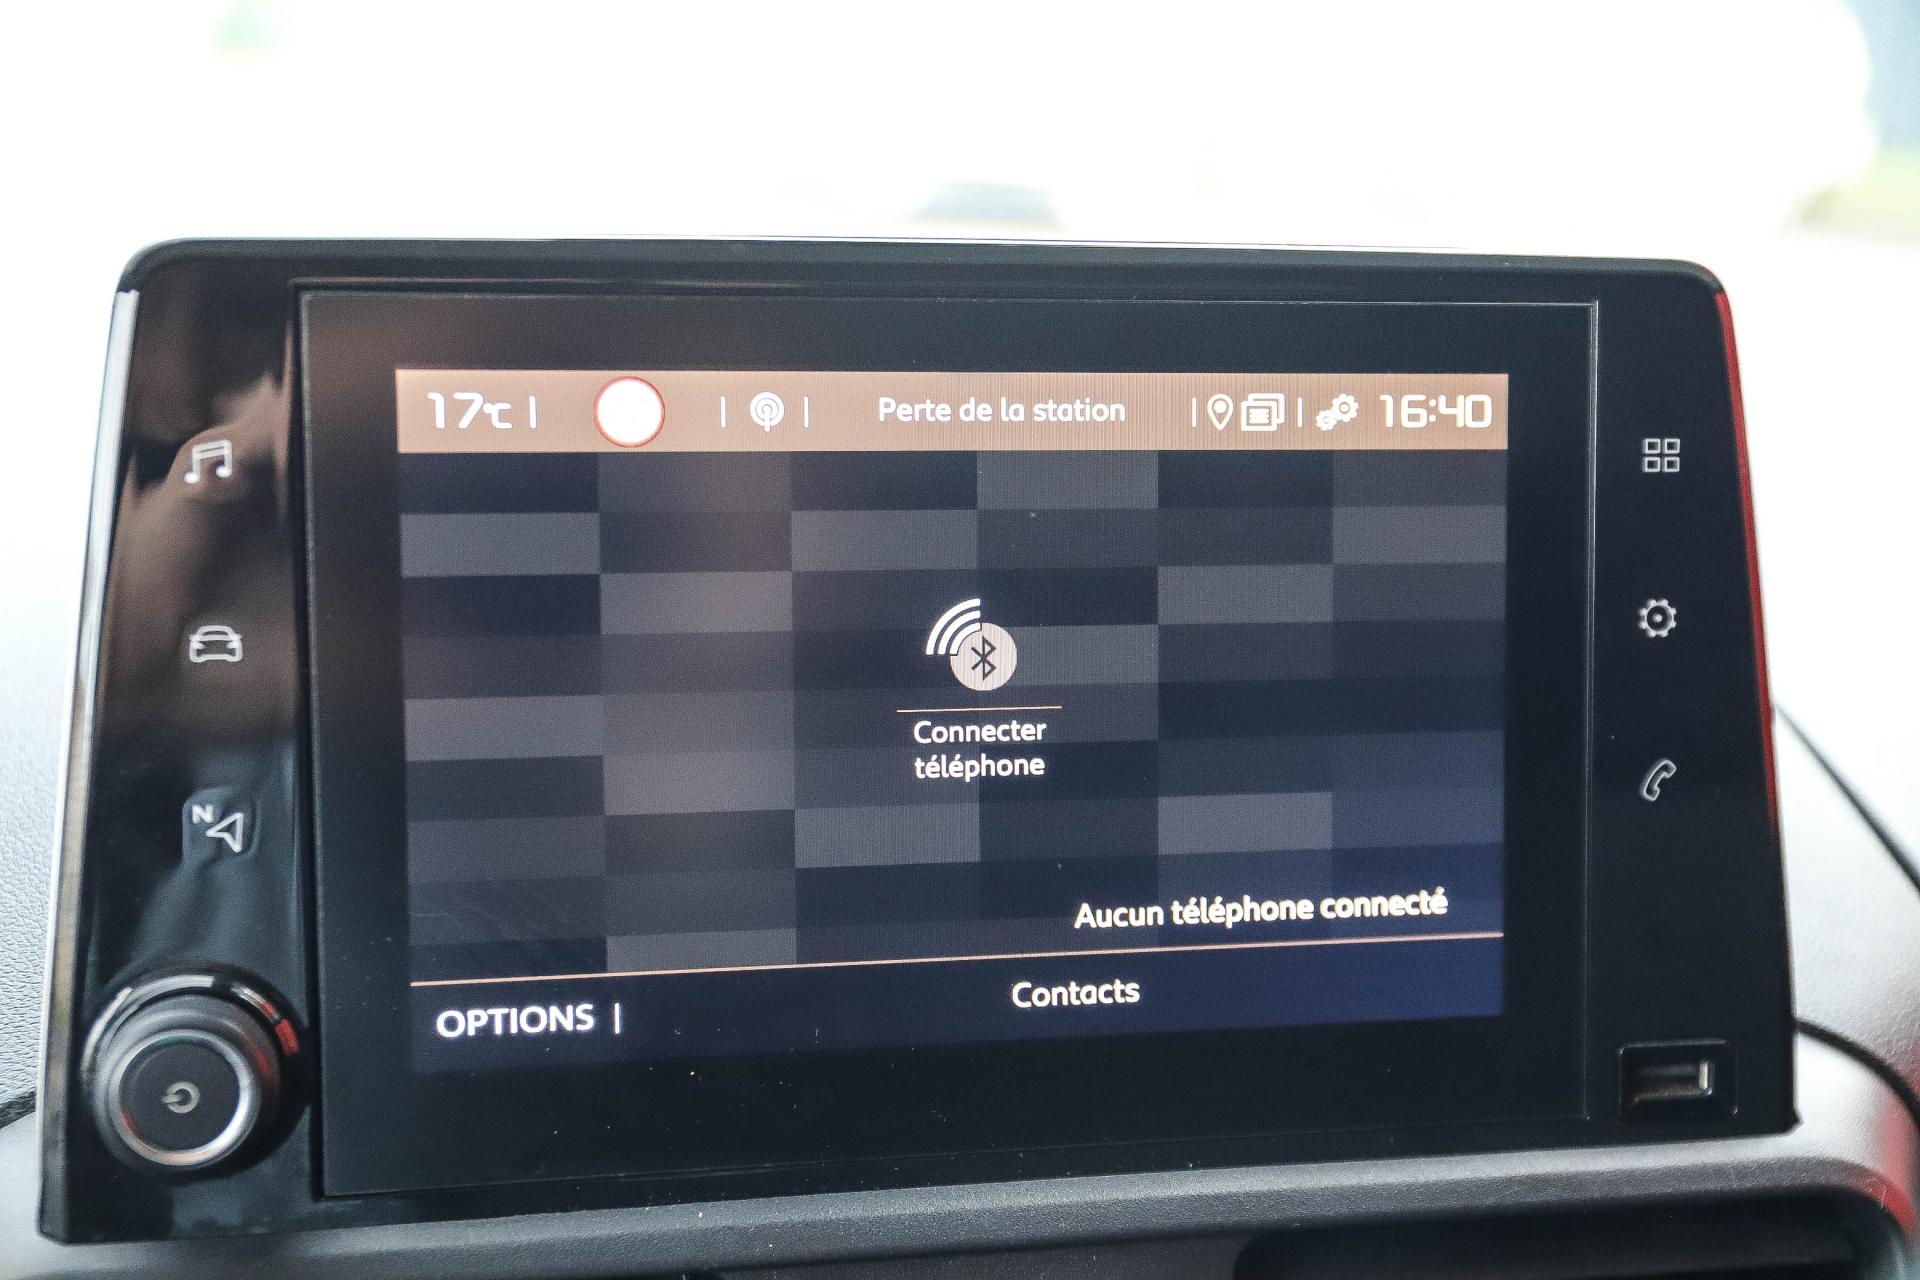 17°C
Perte de la station
16:40
Connecter
téléphone
N
Aucun téléphone connecté
Contacts
OPTIONS